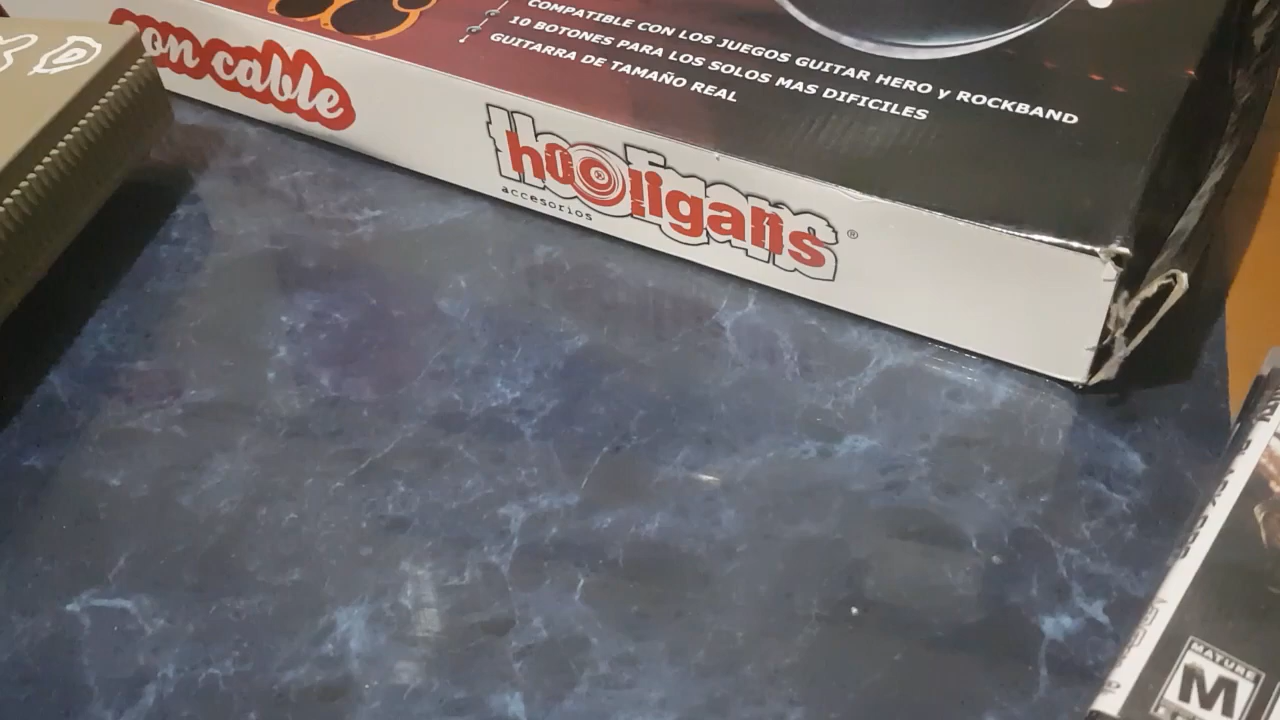 COMPATIBLE CON LOS JUEGOS GUITAR HERO y ROCKBAND
10 BOTONES PARA LOS SOLOS MAS DIFICILES
GUITARRA DE TAMAÑO REAL
on cable
hooligans ®
accesorios
MATURE
M